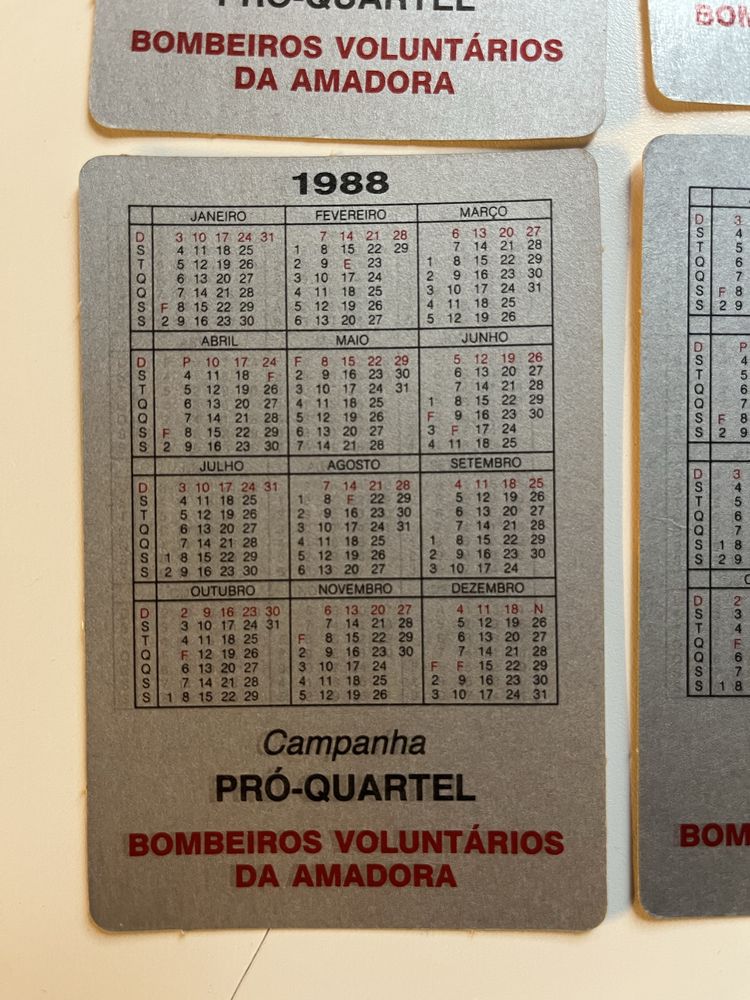 PRÓ-QUARTEL
BOMBEIROS VOLUNTÁRIOS
DA AMADORA
1988
JANEIRO FEVEREIRO MARÇO
D 3 10 17 24 31 7 14 21 28 6 13 20 27
S 4 11 18 25 1 8 15 22 29 7 14 21 28
T 5 12 19 26 2 9 E 23 1 8 15 22 29
Q 6 13 20 27 3 10 17 24 2 9 16 23 30
Q 7 14 21 28 4 11 18 25 3 10 17 24 31
S F 8 15 22 29 5 12 19 26 4 11 18 25
S 2 9 16 23 30 6 13 20 27 5 12 19 26
ABRIL MAIO JUNHO
D P 10 17 24 F 8 15 22 29 5 12 19 26
S 4 11 18 F 2 9 16 23 30 6 13 20 27
T 5 12 19 26 3 10 17 24 31 7 14 21 28
Q 6 13 20 27 4 11 18 25 1 8 15 22 29
Q 7 14 21 28 5 12 19 26 F 9 16 23 30
S F 8 15 22 29 6 13 20 27 3 F 17 24
S 2 9 16 23 30 7 14 21 28 4 11 18 25
JULHO AGOSTO SETEMBRO
D 3 10 17 24 31 7 14 21 28 4 11 18 25
S 4 11 18 25 1 8 F 22 29 5 12 19 26
T 5 12 19 26 2 9 16 23 30 6 13 20 27
Q 6 13 20 27 3 10 17 24 31 7 14 21 28
Q 7 14 21 28 4 11 18 25 1 8 15 22 29
S 1 8 15 22 29 5 12 19 26 2 9 16 23 30
S 2 9 16 23 30 6 13 20 27 3 10 17 24
OUTUBRO NOVEMBRO DEZEMBRO
D 2 9 16 23 30 6 13 20 27 4 11 18 N
S 3 10 17 24 31 7 14 21 28 5 12 19 26
T 4 11 18 25 F 8 15 22 29 6 13 20 27
Q F 12 19 26 2 9 16 23 30 7 14 21 28
Q 6 13 20 27 3 10 17 24 F F 15 22 29
S 7 14 21 28 4 11 18 25 2 9 16 23 30
S 1 8 15 22 29 5 12 19 26 3 10 17 24 31
Campanha
PRÓ-QUARTEL
BOMBEIROS VOLUNTÁRIOS
DA AMADORA